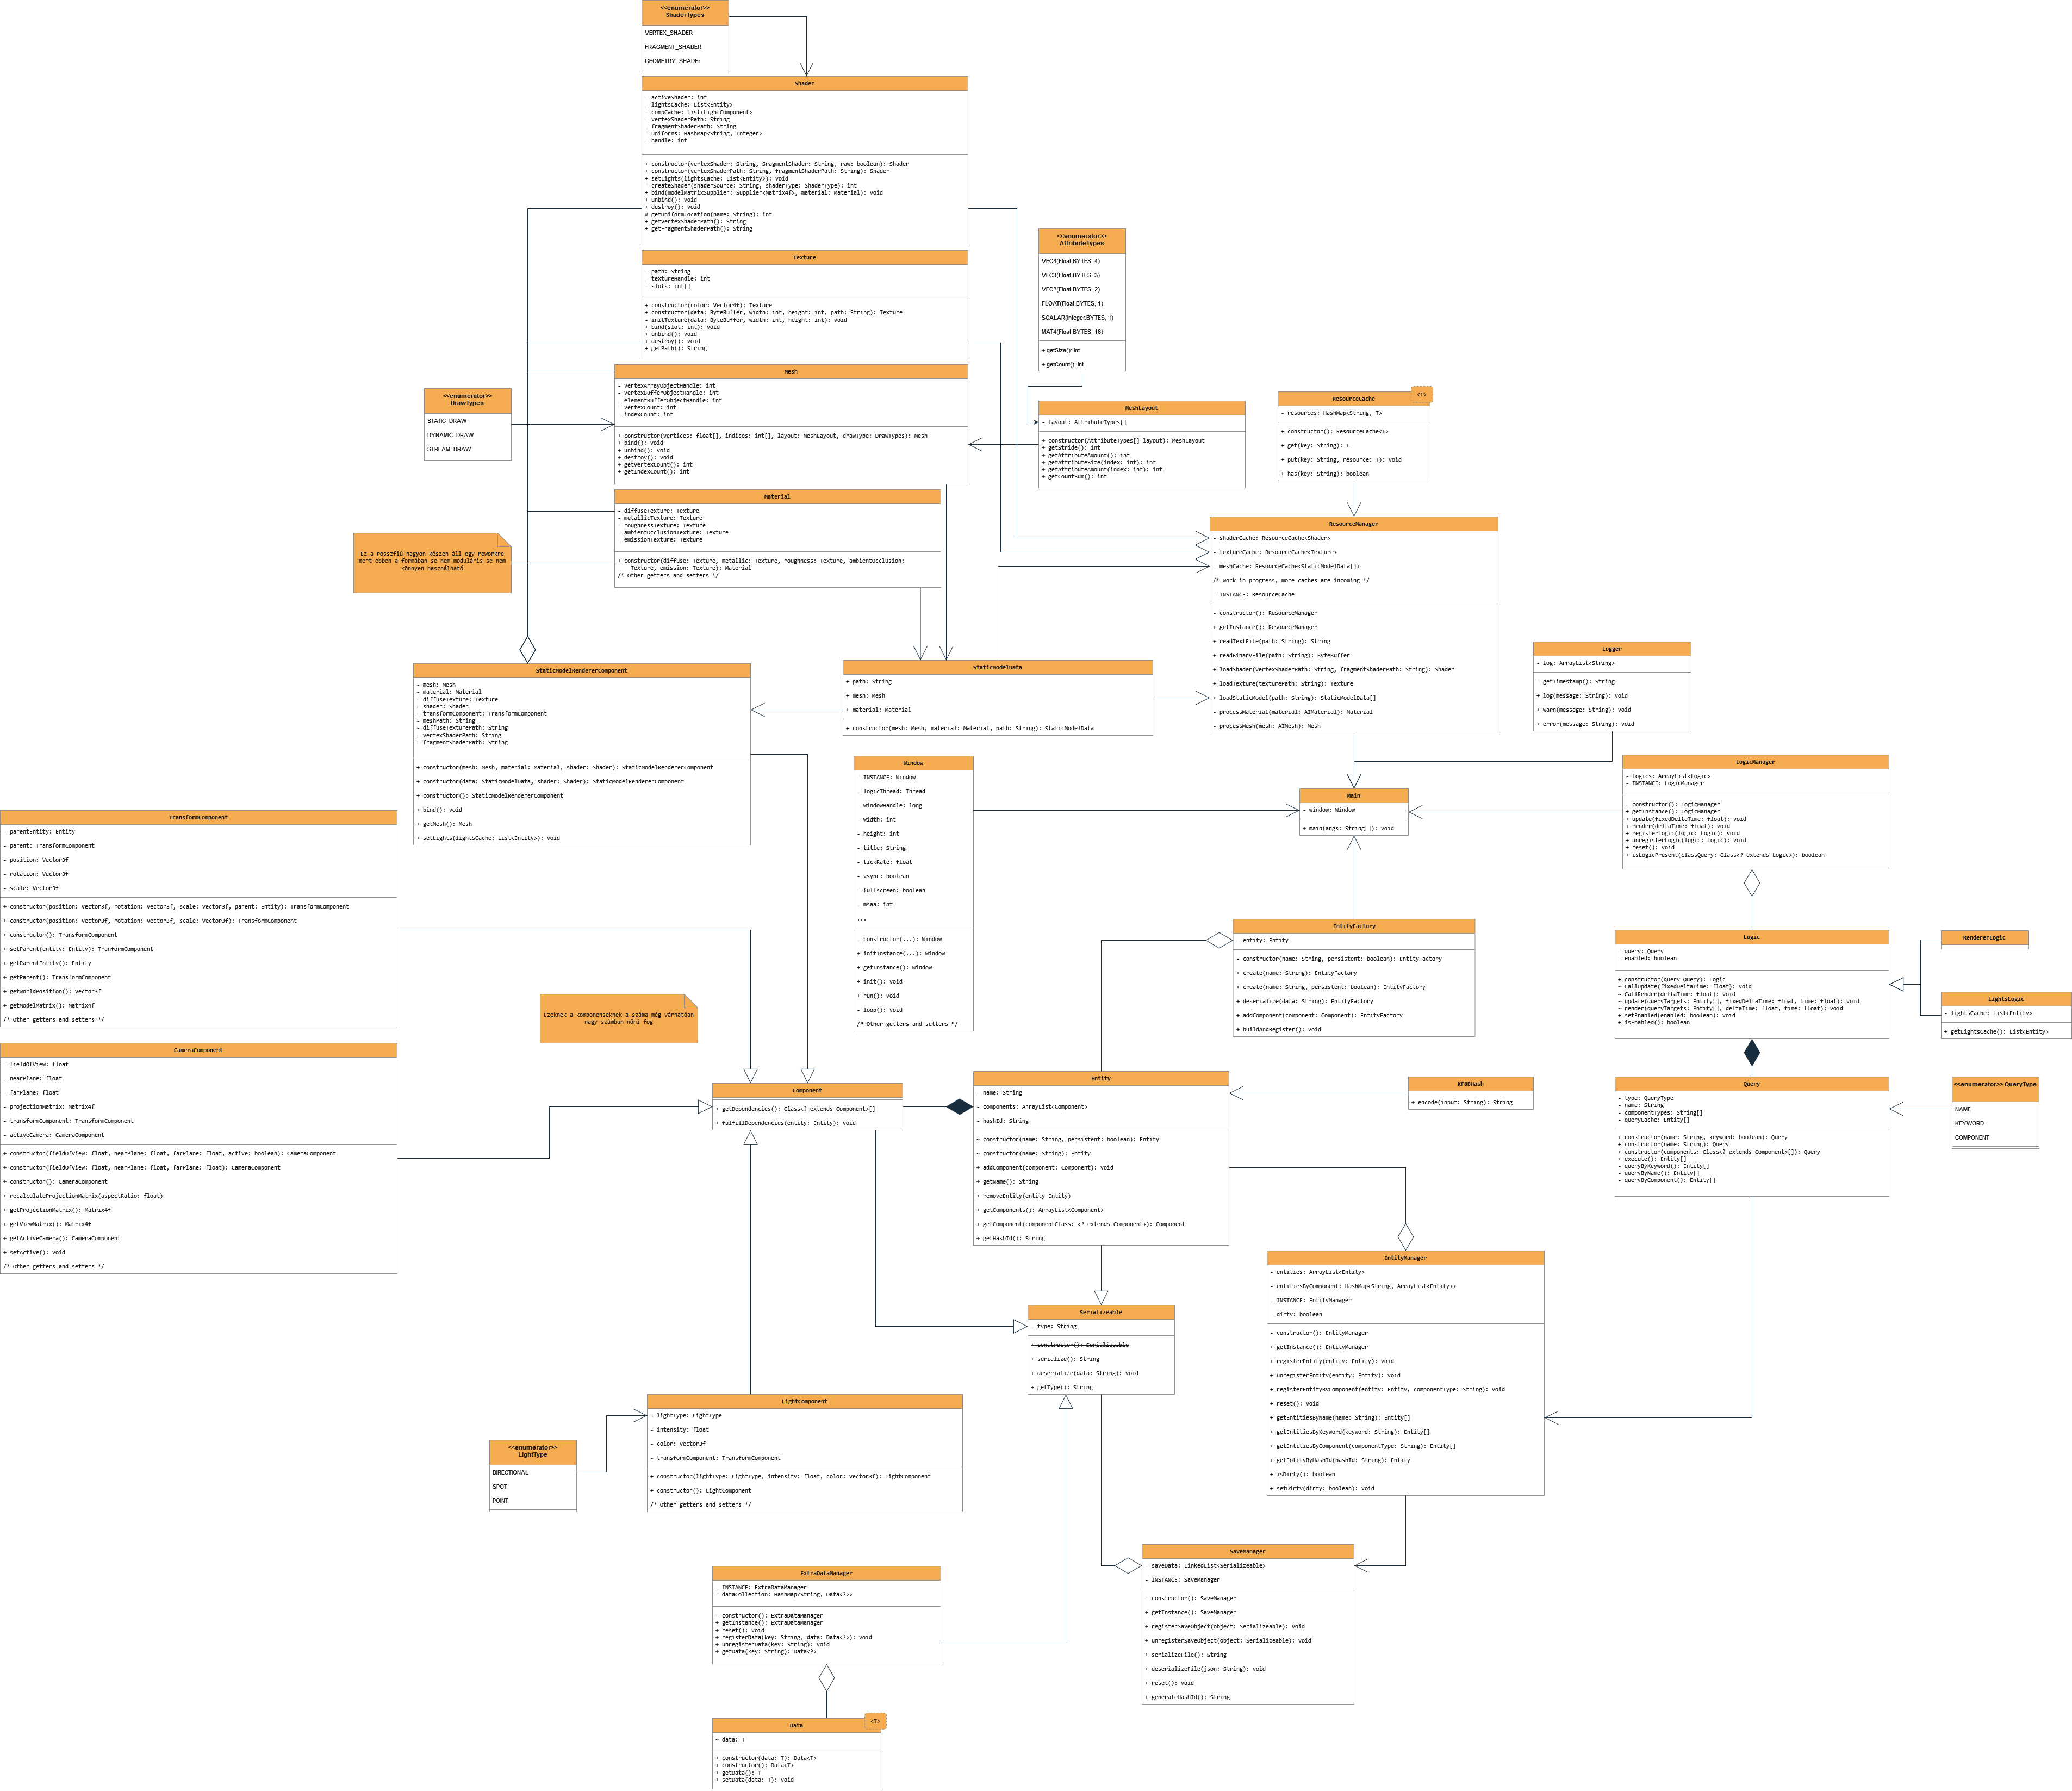 <<enumerator>>
ShaderTypes
VERTEX_SHADER
FRAGMENT_SHADER
GEOMETRY_SHADEr
Shader
- activeShader: int
- lightsCache: List<Entity>
- compCache: List<LightComponent>
- vertexShaderPath: String
- fragmentShaderPath: String
- uniforms: HashMap<String, Integer>
- handle: int
+ constructor(vertexShader: String, SragmentShader: String, raw: boolean): Shader
+ constructor(vertexShaderPath: String, fragmentShaderPath: String): Shader
+ setLights(lightsCache: List<Entity>): void
- createShader(shaderSource: String, shaderType: ShaderType): int
+ bind(modelMatrixSupplier: Supplier<Matrix4f>, material: Material): void
+ unbind(): void
+ destroy(): void
# getUniformLocation(name: String): int
+ getVertexShaderPath(): String
+ getFragmentShaderPath(): String
Texture
- path: String
- textureHandle: int
- slots: int[]
+ constructor(color: Vector4f): Texture
+ constructor(data: ByteBuffer, width: int, height: int, path: String): Texture
- initTexture(data: ByteBuffer, width: int, height: int): void
+ bind(slot: int): void
+ unbind(): void
+ destroy(): void
+ getPath(): String
<<enumerator>>
AttributeTypes
VEC4(Float.BYTES, 4)
VEC3(Float.BYTES, 3)
VEC2(Float.BYTES, 2)
FLOAT(Float.BYTES, 1)
SCALAR(Integer.BYTES, 1)
MAT4(Float.BYTES, 16)
+ getSize(): int
+ getCount(): int
Mesh
- vertexArrayObjectHandle: int
- vertexBufferObjectHandle: int
- elementBufferObjectHandle: int
- vertexCount: int
- indexCount: int
+ constructor(vertices: float[], indices: int[], layout: MeshLayout, drawType: DrawTypes): Mesh
+ bind(): void
+ unbind(): void
+ destroy(): void
+ getVertexCount(): int
+ getIndexCount(): int
<<enumerator>>
DrawTypes
STATIC_DRAW
DYNAMIC_DRAW
STREAM_DRAW
MeshLayout
- layout: AttributeTypes[]
+ constructor(AttributeTypes[] layout): MeshLayout
+ getStride(): int
+ getAttributeAmount(): int
+ getAttributeSize(index: int): int
+ getAttributeAmount(index: int): int
+ getCountSum(): int
<T>
ResourceCache
- resources: HashMap<String, T>
+ constructor(): ResourceCache<T>
+ get(key: String): T
+ put(key: String, resource: T): void
+ has(key: String): boolean
Material
- diffuseTexture: Texture
- metallicTexture: Texture
- roughnessTexture: Texture
- ambientOcclusionTexture: Texture
- emissionTexture: Texture
+ constructor(diffuse: Texture, metallic: Texture, roughness: Texture, ambientOcclusion:
Texture, emission: Texture): Material
/* Other getters and setters */
Ez a rosszfiú nagyon készen áll egy reworkre
mert ebben a formában se nem moduláris se nem
könnyen használható
ResourceManager
- shaderCache: ResourceCache<Shader>
- textureCache: ResourceCache<Texture>
- meshCache: ResourceCache<StaticModelData[]>
/* Work in progress, more caches are incoming */
- INSTANCE: ResourceCache
- constructor(): ResourceManager
+ getInstance(): ResourceManager
+ readTextFile(path: String): String
+ readBinaryFile(path: String): ByteBuffer
+ loadShader(vertexShaderPath: String, fragmentShaderPath: String): Shader
+ loadTexture(texturePath: String): Texture
+ loadStaticModel(path: String): StaticModelData[]
- processMaterial(material: AIMaterial): Material
- processMesh(mesh: AIMesh): Mesh
Logger
- log: ArrayList<String>
- getTimestamp(): String
+ log(message: String): void
+ warn(message: String): void
+ error(message: String): void
StaticModelRendererComponent
- mesh: Mesh
- material: Material
- diffuseTexture: Texture
- shader: Shader
- transformComponent: TransformComponent
- meshPath: String
- diffuseTexturePath: String
- vertexShaderPath: String
- fragmentShaderPath: String
+ constructor(mesh: Mesh, material: Material, shader: Shader): StaticModelRendererComponent
+ constructor(data: StaticModelData, shader: Shader): StaticModelRendererComponent
+ constructor(): StaticModelRendererComponent
+ bind(): void
+ getMesh(): Mesh
+ setLights(lightsCache: List<Entity>): void
StaticModelData
+ path: String
+ mesh: Mesh
+ material: Material
+ constructor(mesh: Mesh, material: Material, path: String): StaticModelData
Window
- INSTANCE: Window
- logicThread: Thread
- windowHandle: long
- width: int
- height: int
- title: String
- tickRate: float
- vsync: boolean
- fullscreen: boolean
- msaa: int
...
- constructor(...): Window
+ initInstance(...): Window
+ getInstance(): Window
+ init(): void
+ run(): void
- loop(): void
/* Other getters and setters */
Main
- window: Window
+ main(args: String[]): void
LogicManager
- logics: ArrayList<Logic>
- INSTANCE: LogicManager
- constructor(): LogicManager
+ getInstance(): LogicManager
+ update(fixedDeltaTime: float): void
+ render(deltaTime: float): void
+ registerLogic(logic: Logic): void
+ unregisterLogic(logic: Logic): void
+ reset(): void
+ isLogicPresent(classQuery: Class<? extends Logic>): boolean
TransformComponent
- parentEntity: Entity
- parent: TransformComponent
- position: Vector3f
- rotation: Vector3f
- scale: Vector3f
+ constructor(position: Vector3f, rotation: Vector3f, scale: Vector3f, parent: Entity): TransformComponent
+ constructor(position: Vector3f, rotation: Vector3f, scale: Vector3f): TransformComponent
+ constructor(): TransformComponent
+ setParent(entity: Entity): TranformComponent
+ getParentEntity(): Entity
+ getParent(): TransformComponent
+ getWorldPosition(): Vector3f
+ getModelMatrix(): Matrix4f
/* Other getters and setters */
EntityFactory
- entity: Entity
- constructor(name: String, persistent: boolean): EntityFactory
+ create(name: String): EntityFactory
+ create(name: String, persistent: boolean): EntityFactory
+ deserialize(data: String): EntityFactory
+ addComponent(component: Component): EntityFactory
+ buildAndRegister(): void
Logic
- query: Query
- enabled: boolean
+ constructor(query Query): Logic
~ CallUpdate(fixedDeltaTime: float): void
~ CallRender(deltaTime: float): void
- update(queryTargets: Entity[], fixedDeltaTime: float, time: float): void
- render(queryTargets: Entity[], deltaTime: float, time: float): void
+ setEnabled(enabled: boolean): void
+ isEnabled(): boolean
RendererLogic
LightsLogic
- lightsCache: List<Entity>
+ getLightsCache(): List<Entity>
Ezeknek a komponenseknek a száma még várhatóan
nagy számban nőni fog
CameraComponent
- fieldOfView: float
- nearPlane: float
- farPlane: float
- projectionMatrix: Matrix4f
- transformComponent: TransformComponent
- activeCamera: CameraComponent
+ constructor(fieldOfView: float, nearPlane: float, farPlane: float, active: boolean): CameraComponent
+ constructor(fieldOfView: float, nearPlane: float, farPlane: float): CameraComponent
+ constructor(): CameraComponent
+ recalculateProjectionMatrix(aspectRatio: float)
+ getProjectionMatrix(): Matrix4f
+ getViewMatrix(): Matrix4f
+ getActiveCamera(): CameraComponent
+ setActive(): void
/* Other getters and setters */
Component
+ getDependencies(): Class<? extends Component>[]
+ fulfillDependencies(entity: Entity): void
Entity
- name: String
- components: ArrayList<Component>
- hashId: String
~ constructor(name: String, persistent: boolean): Entity
~ constructor(name: String): Entity
+ addComponent(component: Component): void
+ getName(): String
+ removeEntity(entity Entity)
+ getComponents(): ArrayList<Component>
+ getComponent(componentClass: <? extends Component>): Component
+ getHashId(): String
KFBBHash
+ encode(input: String): String
Query
- type: QueryType
- name: String
- componentTypes: String[]
- queryCache: Entity[]
+ constructor(name: String, keyword: boolean): Query
+ constructor(name: String): Query
+ constructor(components: Class<? extends Component>[]): Query
+ execute(): Entity[]
- queryByKeyword(): Entity[]
- queryByName(): Entity[]
- queryByComponent(): Entity[]
<<enumerator>> QueryType
NAME
KEYWORD
COMPONENT
EntityManager
- entities: ArrayList<Entity>
- entitiesByComponent: HashMap<String, ArrayList<Entity>>
- INSTANCE: EntityManager
- dirty: boolean
- constructor(): EntityManager
+ getInstance(): EntityManager
+ registerEntity(entity: Entity): void
+ unregisterEntity(entity: Entity): void
+ registerEntityByComponent(entity: Entity, componentType: String): void
+ reset(): void
+ getEntitiesByName(name: String): Entity[]
+ getEntitiesByKeyword(keyword: String): Entity[]
+ getEntitiesByComponent(componentType: String): Entity[]
+ getEntityByHashId(hashId: String): Entity
+ isDirty(): boolean
+ setDirty(dirty: boolean): void
Serializeable
- type: String
+ constructor(): Serializeable
+ serialize(): String
+ deserialize(data: String): void
+ getType(): String
LightComponent
- lightType: LightType
- intensity: float
- color: Vector3f
- transformComponent: TransformComponent
+ constructor(lightType: LightType, intensity: float, color: Vector3f): LightComponent
+ constructor(): LightComponent
/* Other getters and setters */
<<enumerator>>
LightType
DIRECTIONAL
SPOT
POINT
SaveManager
- saveData: LinkedList<Serializeable>
- INSTANCE: SaveManager
- constructor(): SaveManager
+ getInstance(): SaveManager
+ registerSaveObject(object: Serializeable): void
+ unregisterSaveObject(object: Serializeable): void
+ serializeFile(): String
+ deserializeFile(json: String): void
+ reset(): void
+ generateHashId(): String
ExtraDataManager
- INSTANCE: ExtraDataManager
- dataCollection: HashMap<String, Data<?>>
- constructor(): ExtraDataManager
+ getInstance(): ExtraDataManager
+ reset(): void
+ registerData(key: String, data: Data<?>): void
+ unregisterData(key: String): void
+ getData(key: String): Data<?>
<T>
Data
~ data: T
+ constructor(data: T): Data<T>
+ constructor(): Data<T>
+ getData(): T
+ setData(data: T): void